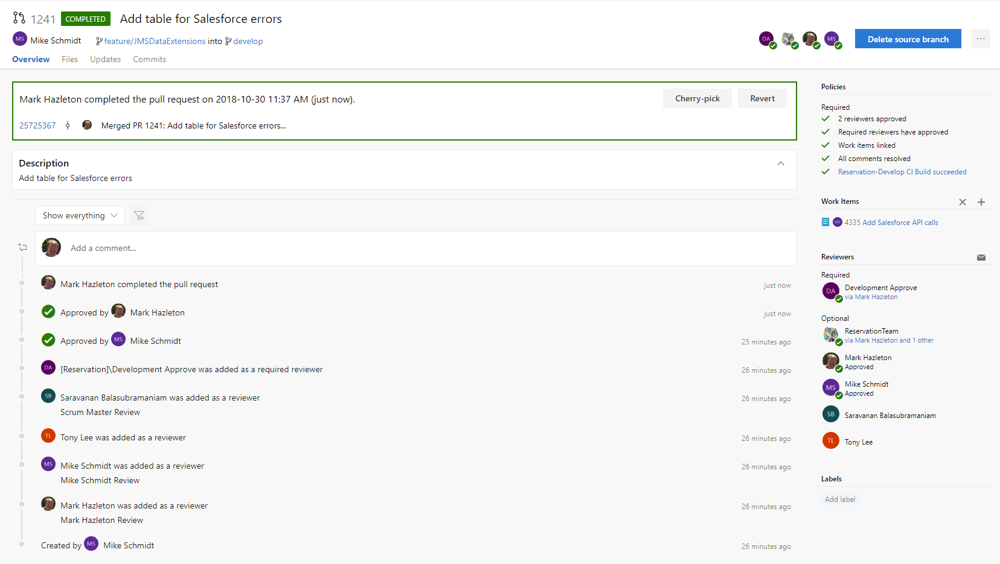 1241 COMPLETED Add table for Salesforce errors
MS Mike Schmidt feature/JMSDataExtensions into develop
DA MS Delete source branch ...
Overview Files Updates Commits
Mark Hazleton completed the pull request on 2018-10-30 11:37 AM (just now).
Cherry-pick Revert
25725367 Merged PR 1241: Add table for Salesforce errors...
Description
Add table for Salesforce errors
Show everything
Add a comment...
Mark Hazleton completed the pull request just now
Approved by Mark Hazleton just now
Approved by MS Mike Schmidt 25 minutes ago
DA [Reservation]\Development Approve was added as a required reviewer 26 minutes ago
SB Saravanan Balasubramaniam was added as a reviewer 26 minutes ago
Scrum Master Review
TL Tony Lee was added as a reviewer 26 minutes ago
MS Mike Schmidt was added as a reviewer 26 minutes ago
Mike Schmidt Review
Mark Hazleton was added as a reviewer 26 minutes ago
Mark Hazleton Review
Created by MS Mike Schmidt 26 minutes ago
Policies
Required
2 reviewers approved
Required reviewers have approved
Work items linked
All comments resolved
Reservation-Develop CI Build succeeded
Work Items
MS 4335 Add Salesforce API calls
Reviewers
Required
DA Development Approve
via Mark Hazleton
Optional
ReservationTeam
via Mark Hazleton and 1 other
Mark Hazleton
Approved
MS Mike Schmidt
Approved
SB Saravanan Balasubramaniam
TL Tony Lee
Labels
Add label